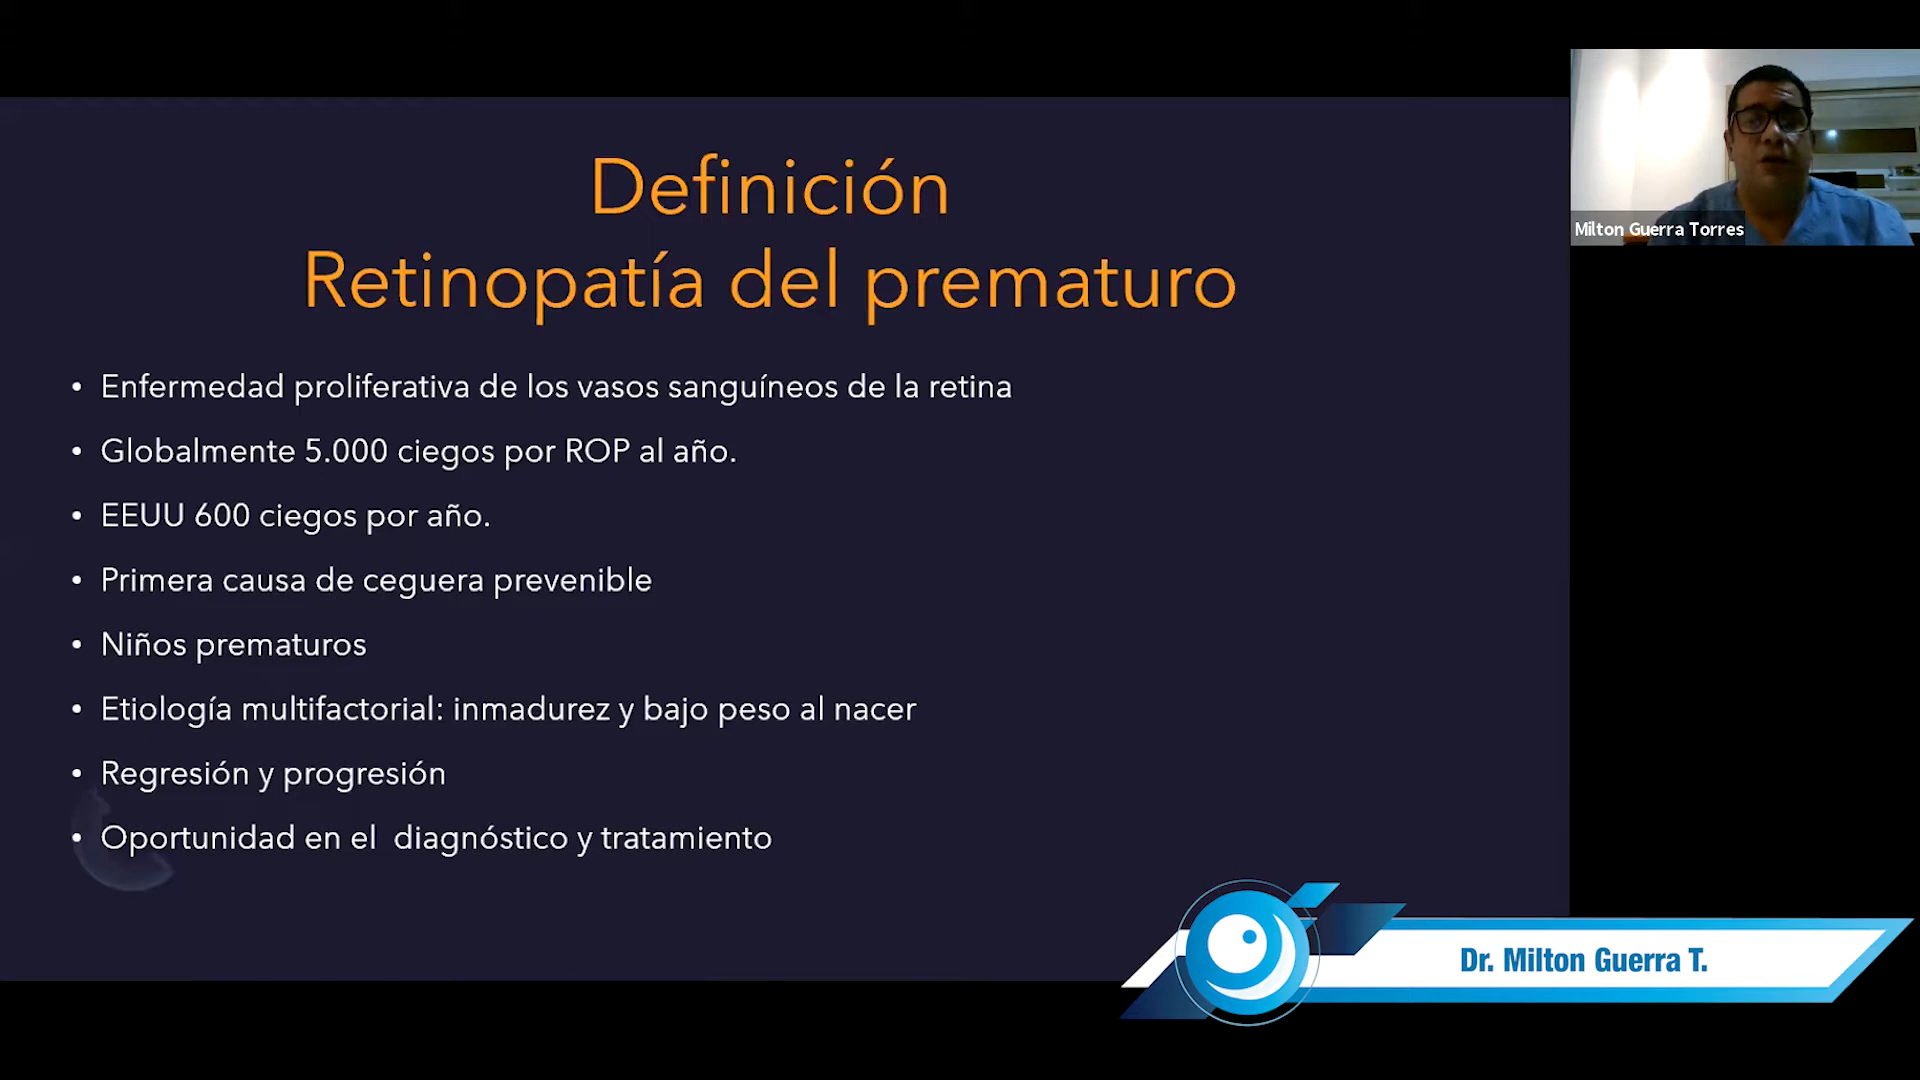 Definición
Retinopatía del prematuro
• Enfermedad proliferativa de los vasos sanguíneos de la retina
• Globalmente 5.000 ciegos por ROP al año.
• EEUU 600 ciegos por año.
• Primera causa de ceguera prevenible
• Niños prematuros
• Etiología multifactorial: inmadurez y bajo peso al nacer
• Regresión y progresión
• Oportunidad en el  diagnóstico y tratamiento
Milton Guerra Torres
Dr. Milton Guerra T.